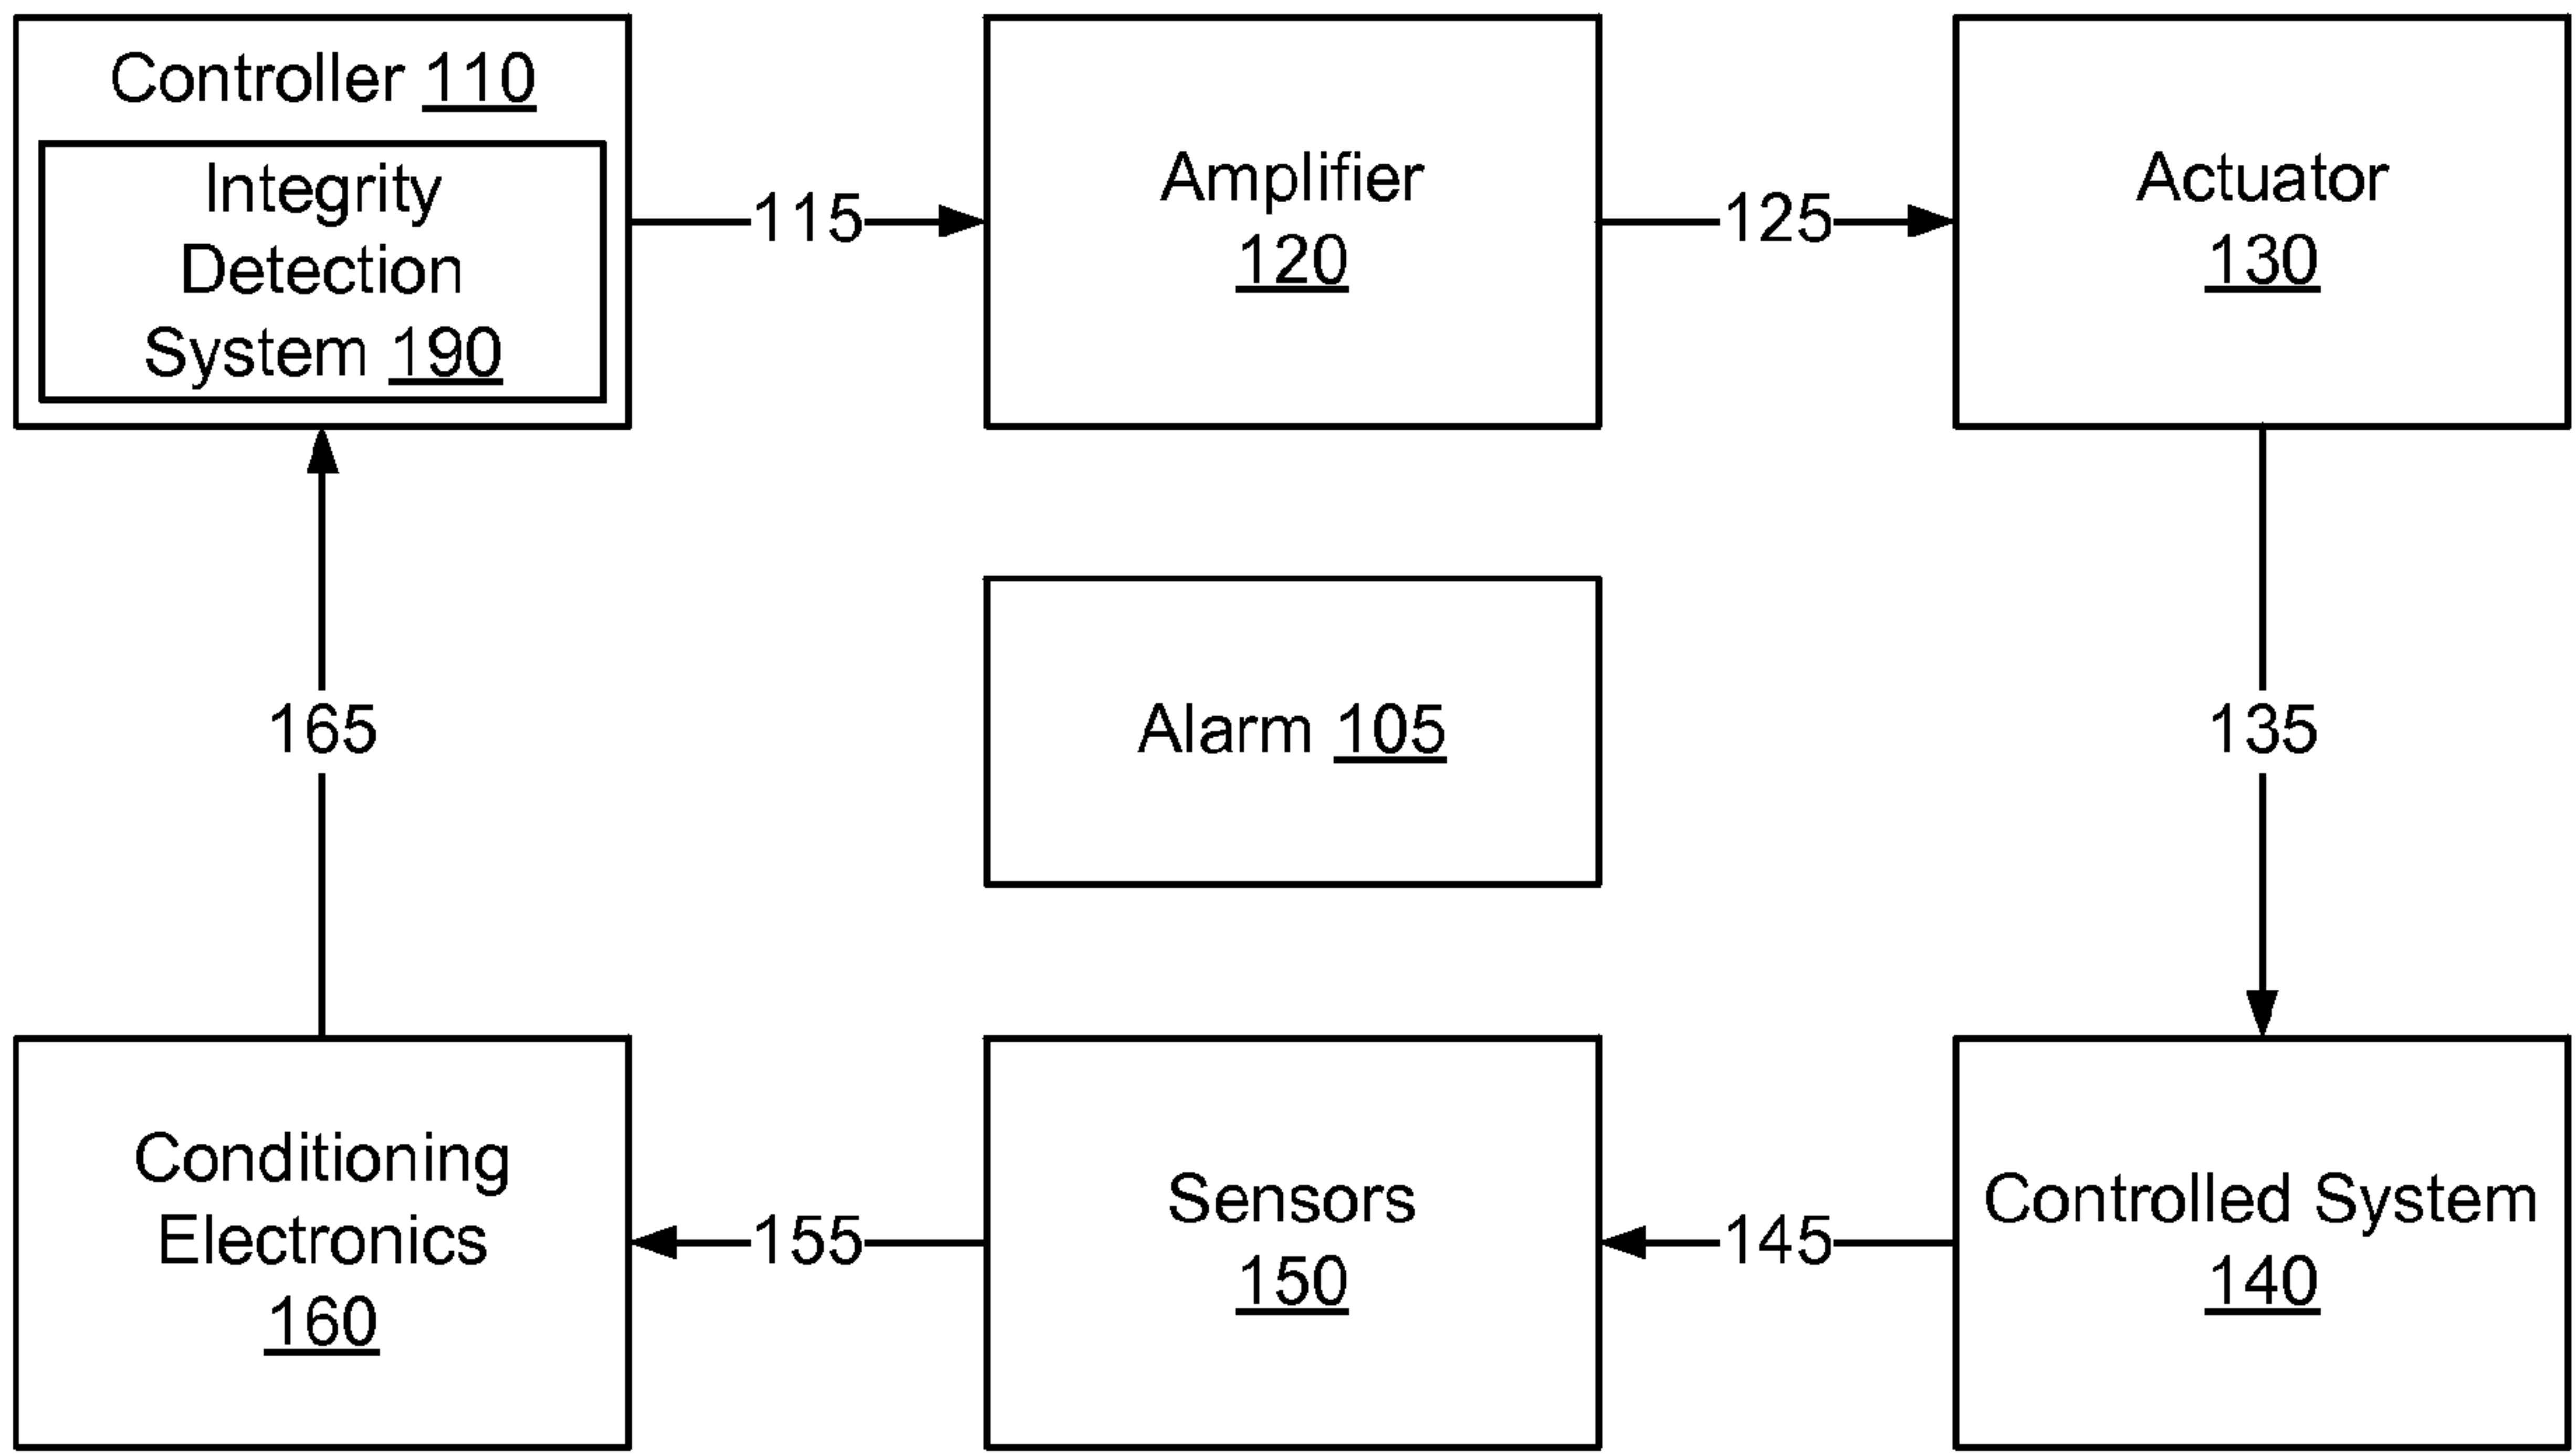 Controller 110
Integrity
Detection
System 190
115
Amplifier
120
125
Actuator
130
165
Alarm 105
135
Conditioning
Electronics
160
155
Sensors
150
145
Controlled System
140